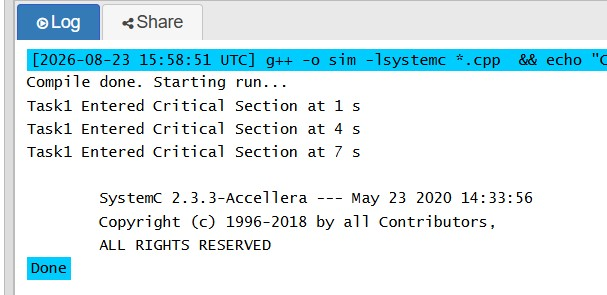 Log
Share
[2026-08-23 15:58:51 UTC] g++ -o sim -lsystemc *.cpp && echo "C
Compile done. Starting run...
Task1 Entered Critical Section at 1 s
Task1 Entered Critical Section at 4 s
Task1 Entered Critical Section at 7 s
SystemC 2.3.3-Accellera --- May 23 2020 14:33:56
Copyright (c) 1996-2018 by all Contributors,
ALL RIGHTS RESERVED
Done